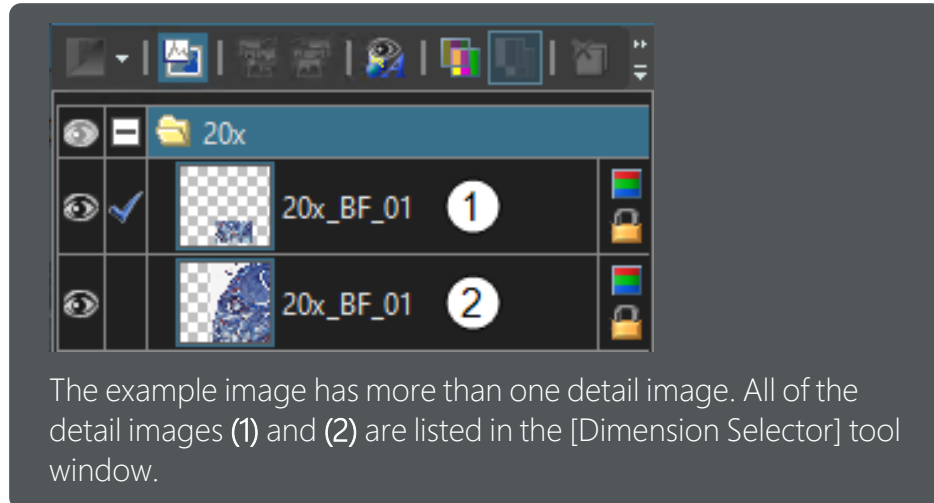 20x
20x_BF_01 1
20x_BF_01 2
The example image has more than one detail image. All of the
detail images (1) and (2) are listed in the [Dimension Selector] tool
window.